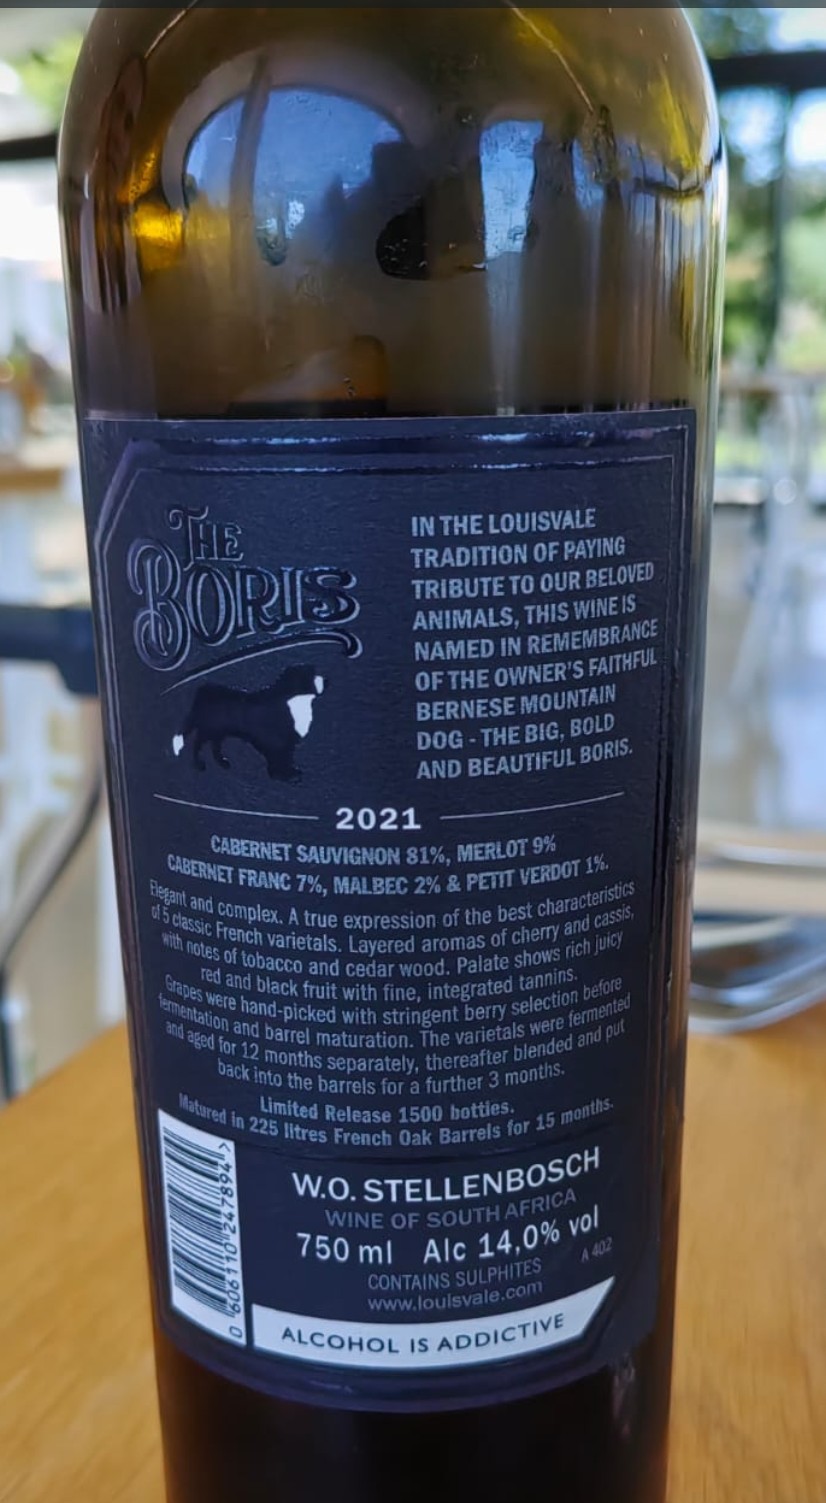 THE
BORIS
IN THE LOUISVALE
TRADITION OF PAYING
TRIBUTE TO OUR BELOVED
ANIMALS, THIS WINE IS
NAMED IN REMEMBRANCE
OF THE OWNER'S FAITHFUL
BERNESE MOUNTAIN
DOG - THE BIG, BOLD
AND BEAUTIFUL BORIS.
2021
CABERNET SAUVIGNON 81%, MERLOT 9%
CABERNET FRANC 7%, MALBEC 2% & PETIT VERDOT 1%.
Elegant and complex. A true expression of the best characteristics
of 5 classic French varietals. Layered aromas of cherry and cassis,
with notes of tobacco and cedar wood. Palate shows rich juicy
red and black fruit with fine, integrated tannins.
Grapes were hand-picked with stringent berry selection before
fermentation and barrel maturation. The varietals were fermented
and aged for 12 months separately, thereafter blended and put
back into the barrels for a further 3 months.
Limited Release 1500 bottles.
Matured in 225 litres French Oak Barrels for 15 months.
W.O. STELLENBOSCH
WINE OF SOUTH AFRICA
750 ml Alc 14,0% vol
A 402
CONTAINS SULPHITES
www.louisvale.com
ALCOHOL IS ADDICTIVE
0 606110 247894 >